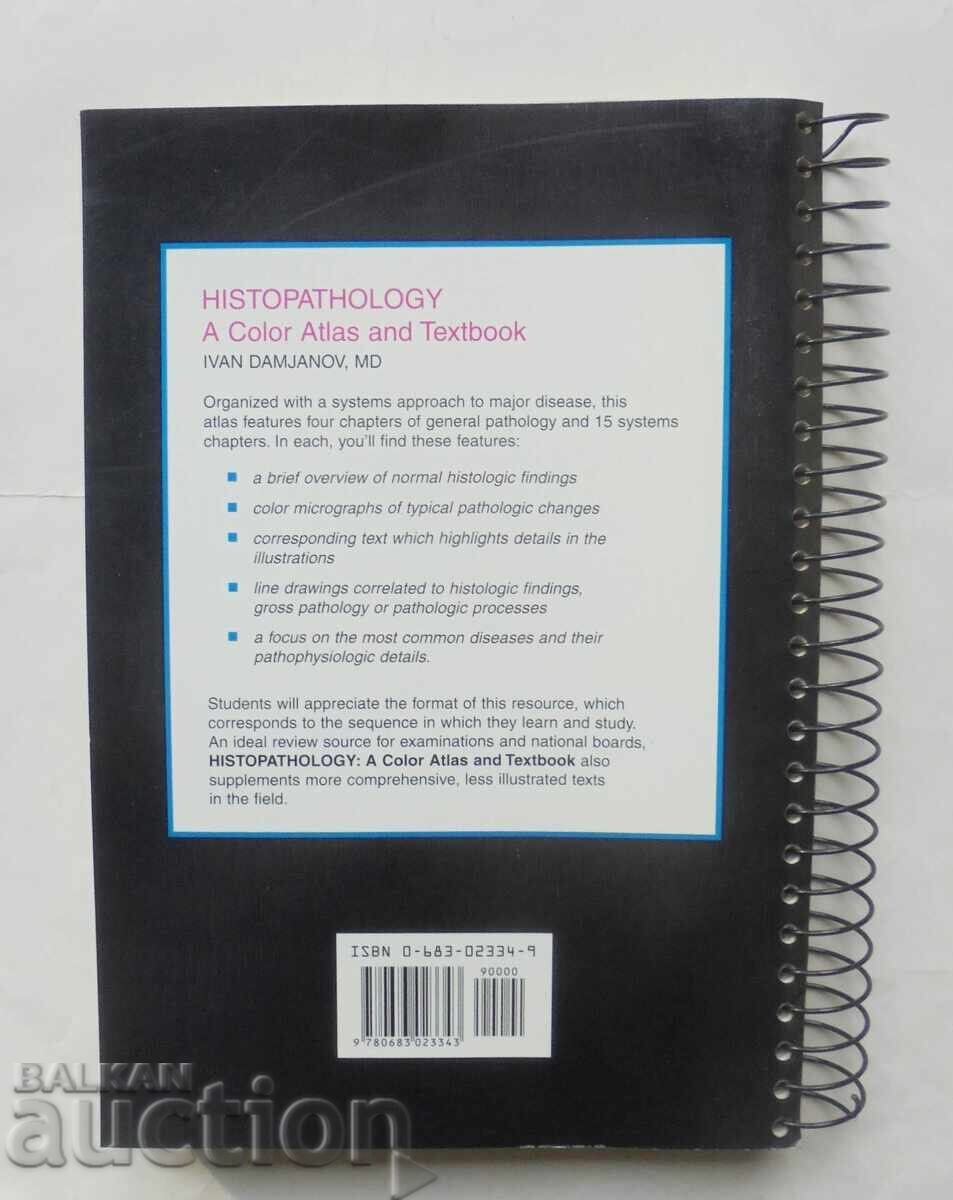 HISTOPATHOLOGY
A Color Atlas and Textbook
IVAN DAMJANOV, MD
Organized with a systems approach to major disease, this
atlas features four chapters of general pathology and 15 systems
chapters. In each, you'll find these features:
a brief overview of normal histologic findings
color micrographs of typical pathologic changes
corresponding text which highlights details in the
illustrations
line drawings correlated to histologic findings,
gross pathology or pathologic processes
a focus on the most common diseases and their
pathophysiologic details.
Students will appreciate the format of this resource, which
corresponds to the sequence in which they learn and study.
An ideal review source for examinations and national boards,
HISTOPATHOLOGY: A Color Atlas and Textbook also
supplements more comprehensive, less illustrated texts
in the field.
ISBN 0-683-02334-9
90000
9 780683 023343
BALKAN
auction